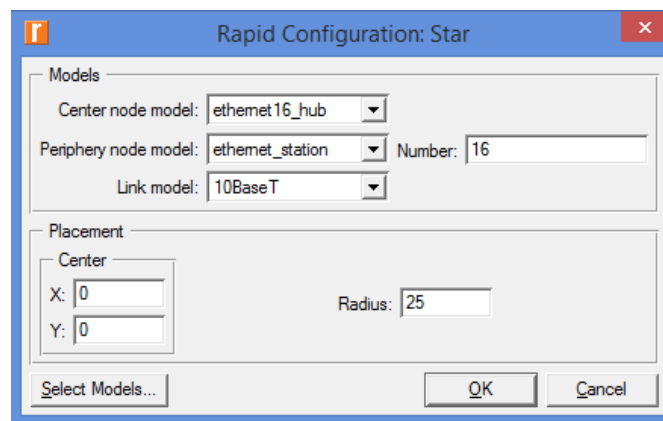 r Rapid Configuration: Star x
Models
Center node model: ethernet16_hub
Periphery node model: ethernet_station Number: 16
Link model: 10BaseT
Placement
Center
X: 0
Radius: 25
Y: 0
Select Models... OK Cancel